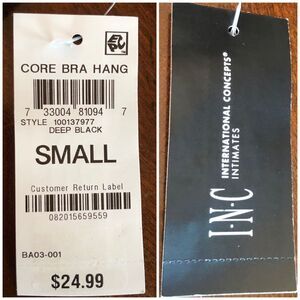 CORE BRA HANG
7 33004 81094 7
STYLE 100137977
DEEP BLACK
SMALL
Customer Return Label
082015659559
BA03-001
$24.99
I·N·C
INTERNATIONAL CONCEPTS®
INTIMATES